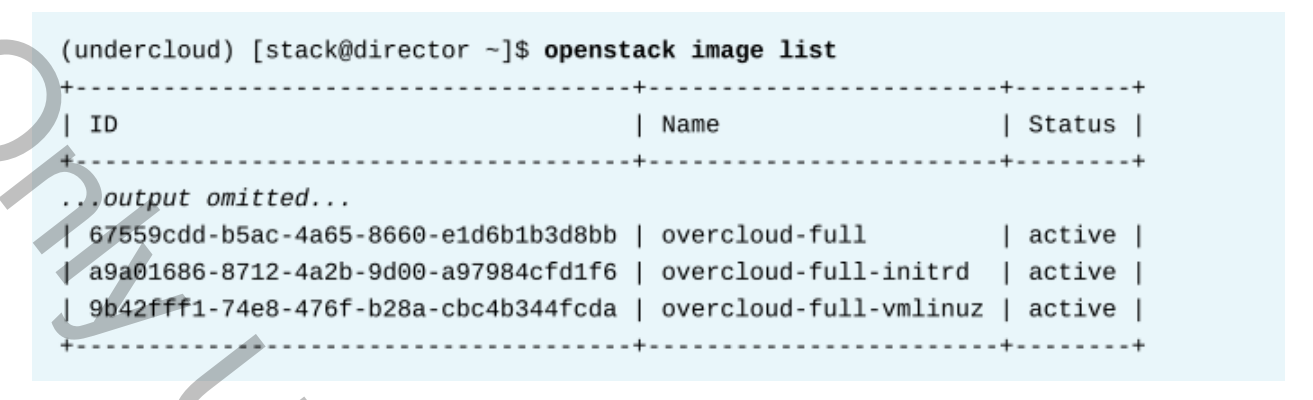 (undercloud) [stack@director ~]$ openstack image list
+--------------------------------------+------------------------+--------+
| ID                                   | Name                   | Status |
+--------------------------------------+------------------------+--------+
...output omitted...
| 67559cdd-b5ac-4a65-8660-e1d6b1b3d8bb | overcloud-full         | active |
| a9a01686-8712-4a2b-9d00-a97984cfd1f6 | overcloud-full-initrd  | active |
| 9b42fff1-74e8-476f-b28a-cbc4b344fcda | overcloud-full-vmlinuz | active |
+--------------------------------------+------------------------+--------+
Only